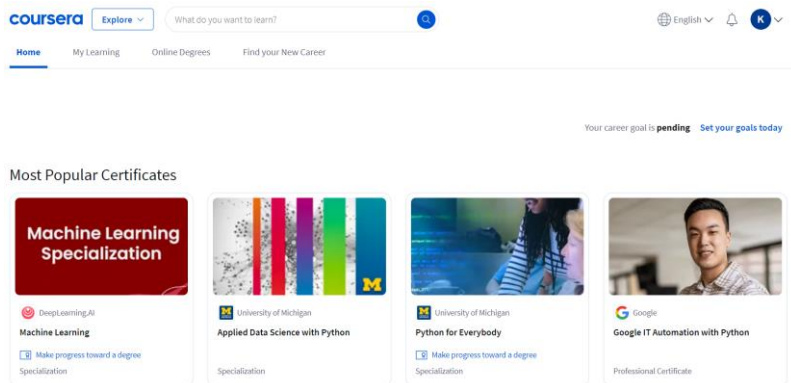 coursera Explore What do you want to learn? English K
Home My Learning Online Degrees Find your New Career
Your career goal is pending Set your goals today
Most Popular Certificates
Machine Learning
Specialization
M
DeepLearning.AI
Machine Learning
Make progress toward a degree
Specialization
M
University of Michigan
Applied Data Science with Python
Specialization
M
University of Michigan
Python for Everybody
Make progress toward a degree
Specialization
G Google
Google IT Automation with Python
Professional Certificate